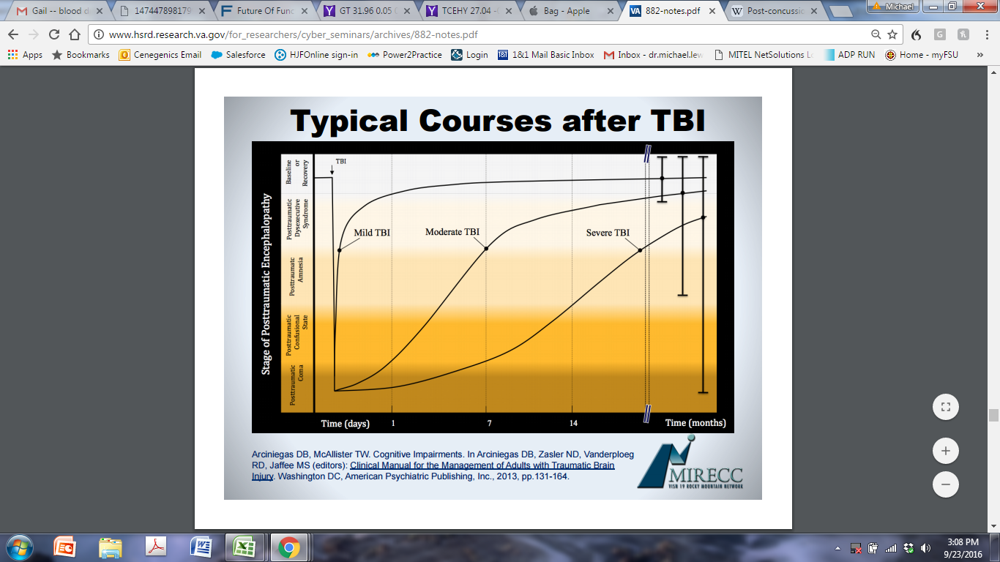 Gail -- blood d
147447898179
Future Of Func
GT 31.96 0.05
TCEHY 27.04
Bag - Apple
882-notes.pdf
Post-concussic
Michael
www.hsrd.research.va.gov/for_researchers/cyber_seminars/archives/882-notes.pdf
Apps
Bookmarks
Cenegenics Email
Salesforce
HJFOnline sign-in
Power2Practice
Login
1&1 Mail Basic Inbox
Inbox - dr.michael.lew
MITEL NetSolutions Lo
ADP RUN
Home - myFSU
»
Typical Courses after TBI
Stage of Posttraumatic Encephalopathy
Baseline
or
Recovery
Posttraumatic
Dysexecutive
Syndrome
Posttraumatc
Amnesia
Posttraumatic
Confusional
State
Posttraumatic
Coma
TBI
Mild TBI
Moderate TBI
Severe TBI
Time (days)
1
7
14
Time (months)
Arciniegas DB, McAllister TW. Cognitive Impairments. In Arciniegas DB, Zasler ND, Vanderploeg
RD, Jaffee MS (editors): Clinical Manual for the Management of Adults with Traumatic Brain
Injury. Washington DC, American Psychiatric Publishing, Inc., 2013, pp.131-164.
MIRECC
VISN 19 ROCKY MOUNTAIN NETWORK
3:08 PM
9/23/2016